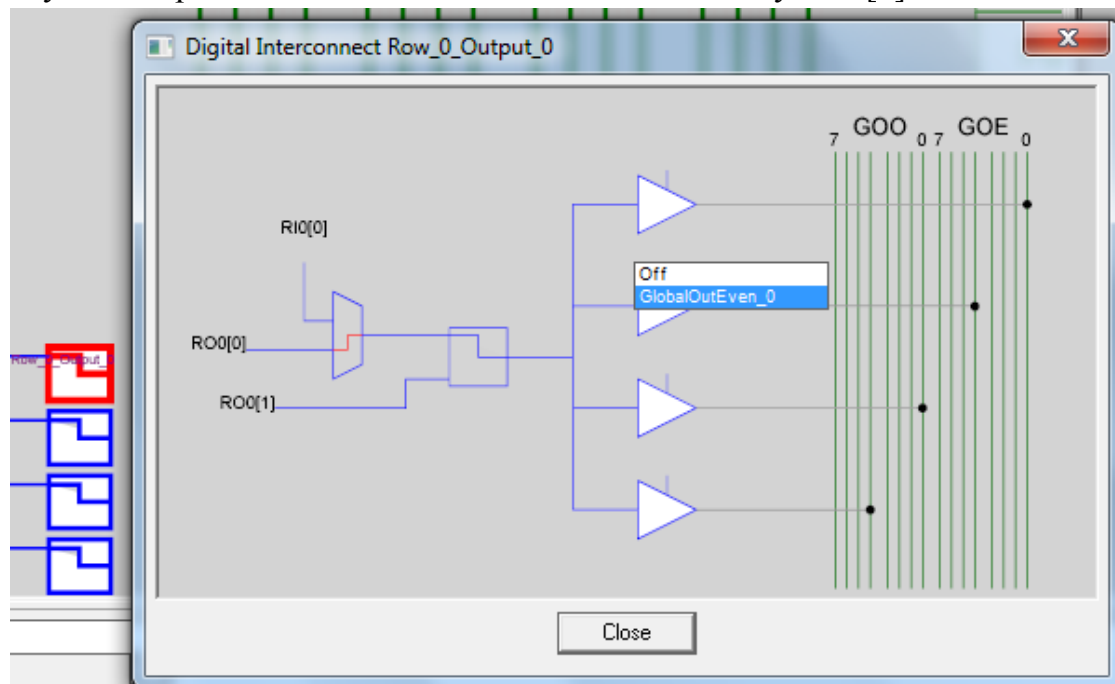 Digital Interconnect Row_0_Output_0
7 GOO 0 7 GOE 0
RI0[0]
Off
GlobalOutEven_0
RO0[0]
RO0[1]
Close